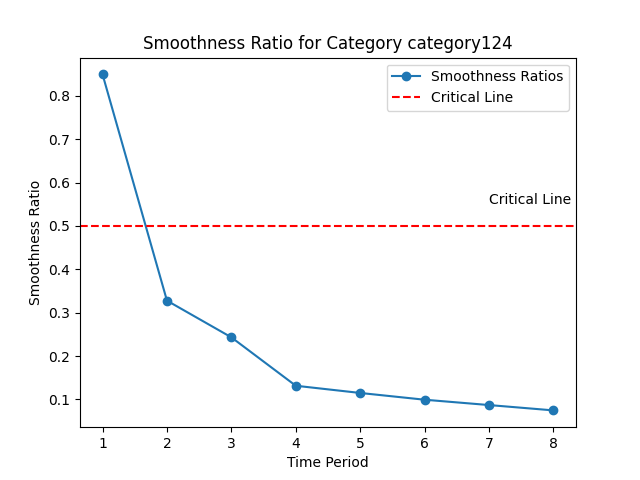 Smoothness Ratio for Category category124
Smoothness Ratios
Critical Line
Critical Line
Smoothness Ratio
0.8
0.7
0.6
0.5
0.4
0.3
0.2
0.1
1 2 3 4 5 6 7 8
Time Period